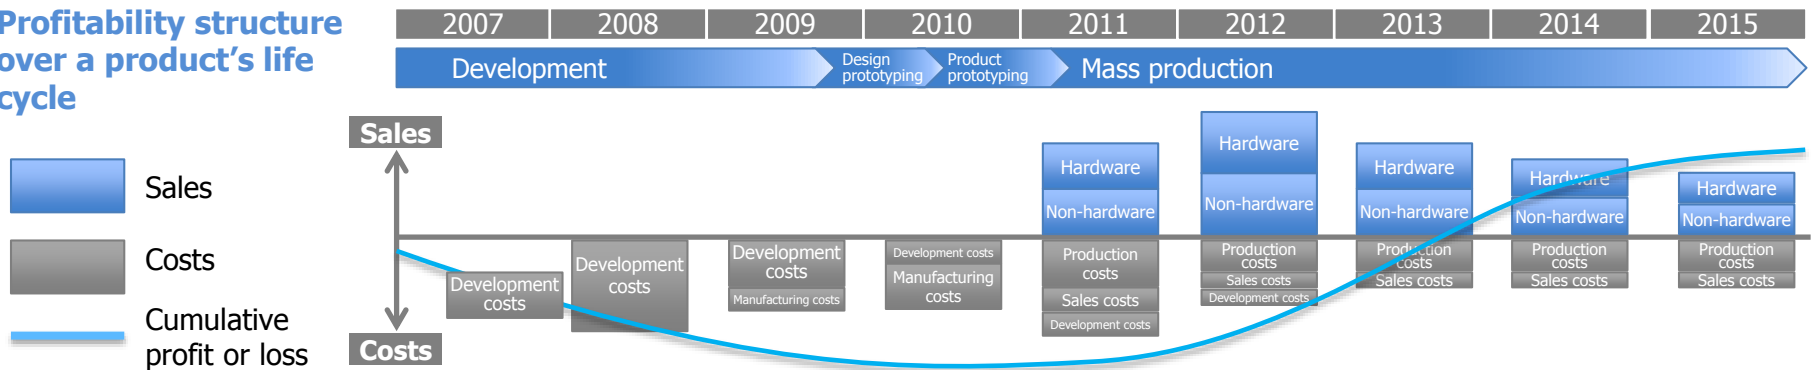 Profitability structure
over a product's life
cycle
2007 2008 2009 2010 2011 2012 2013 2014 2015
Development
Design
prototyping
Product
prototyping
Mass production
Sales
Costs
Cumulative
profit or loss
Sales
Costs
Development
costs
Development
costs
Development
costs
Manufacturing costs
Development costs
Manufacturing
costs
Hardware
Non-hardware
Production
costs
Sales costs
Development costs
Hardware
Non-hardware
Production
costs
Sales costs
Development costs
Hardware
Non-hardware
Production
costs
Sales costs
Hardware
Non-hardware
Production
costs
Sales costs
Hardware
Non-hardware
Production
costs
Sales costs